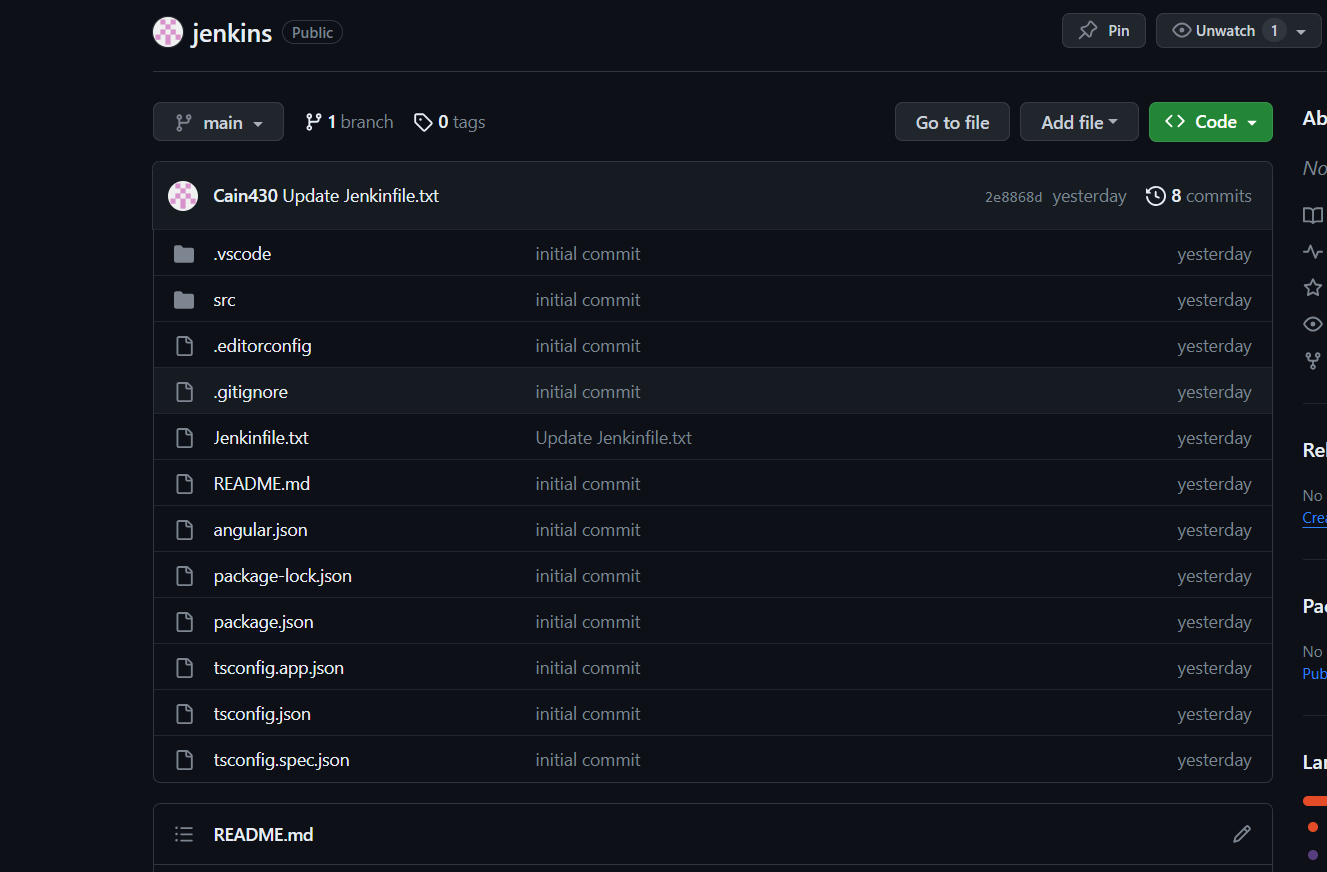 jenkins Public Pin Unwatch 1
main 1 branch 0 tags Go to file Add file Code
Ab
No
Cain430 Update Jenkinfile.txt 2e8868d yesterday 8 commits
.vscode initial commit yesterday
src initial commit yesterday
.editorconfig initial commit yesterday
.gitignore initial commit yesterday
Jenkinfile.txt Update Jenkinfile.txt yesterday
Rel
README.md initial commit yesterday
No
Crea
angular.json initial commit yesterday
package-lock.json initial commit yesterday
Pac
package.json initial commit yesterday
No
tsconfig.app.json initial commit yesterday
Pub
tsconfig.json initial commit yesterday
tsconfig.spec.json initial commit yesterday
Lan
README.md